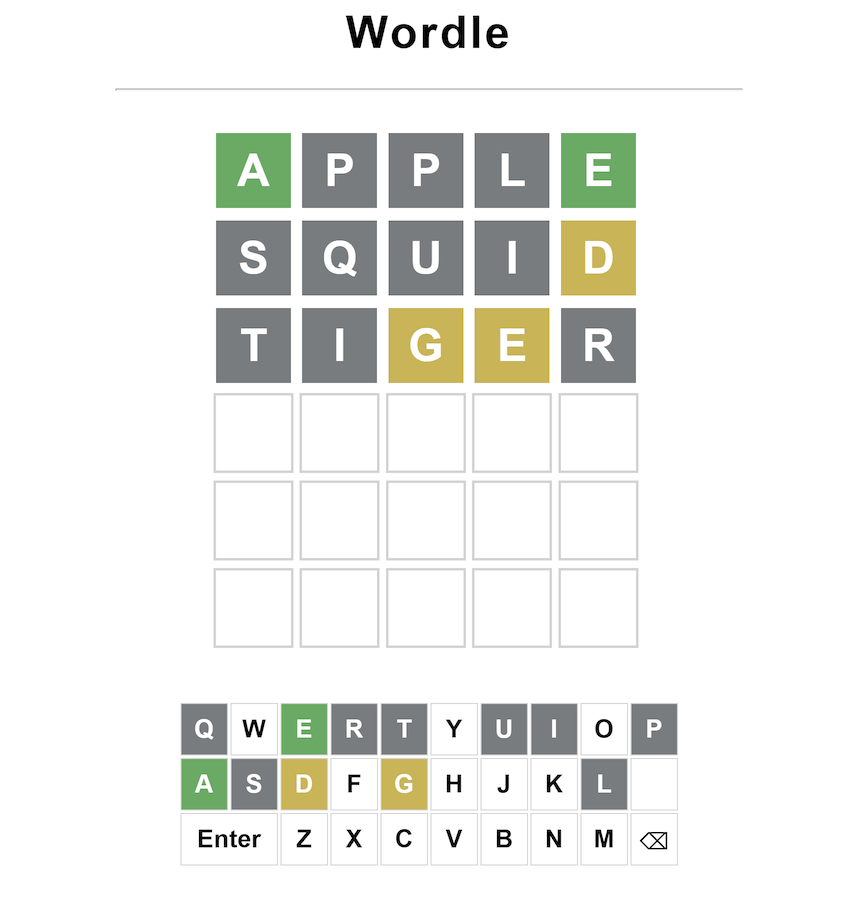 Wordle
A P P L E
S Q U I D
T I G E R
Q W E R T Y U I O P
A S D F G H J K L
Enter Z X C V B N M ⌫